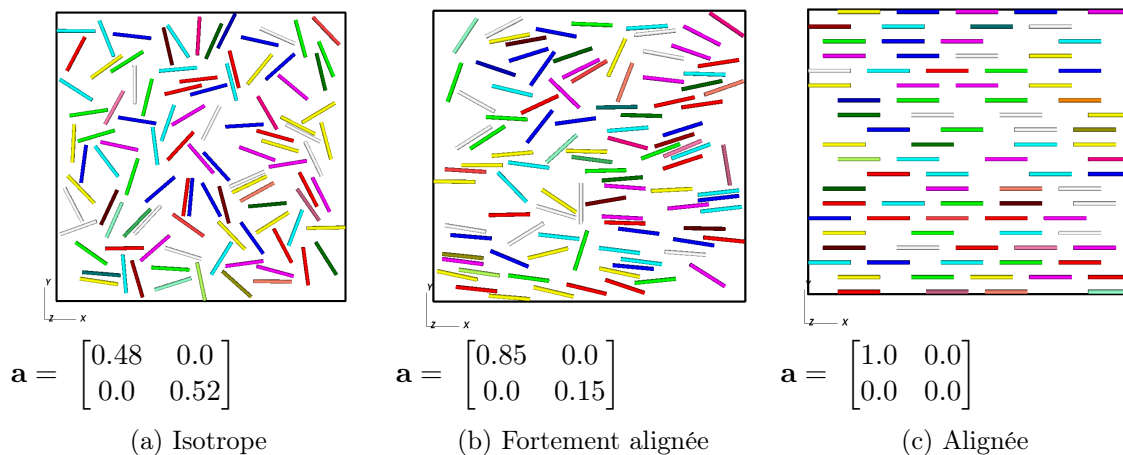 Y Y Y
Z X Z X Z X
a = [0.48 0.0 0.0 0.52] a = [0.85 0.0 0.0 0.15] a = [1.0 0.0 0.0 0.0]
(a) Isotrope (b) Fortement alignée (c) Alignée